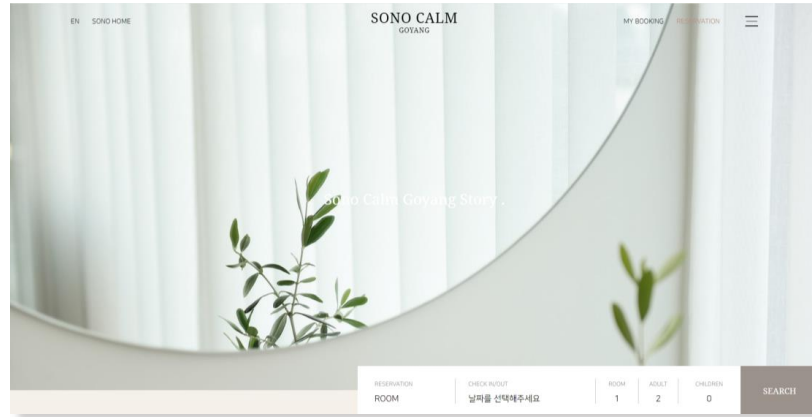 EN SONO HOME
SONO CALM
GOYANG
MY BOOKING RESERVATION
Sono Calm Goyang Story .
RESERVATION CHECK IN/OUT ROOM ADULT CHILDREN
ROOM 날짜를 선택해주세요 1 2 0
SEARCH